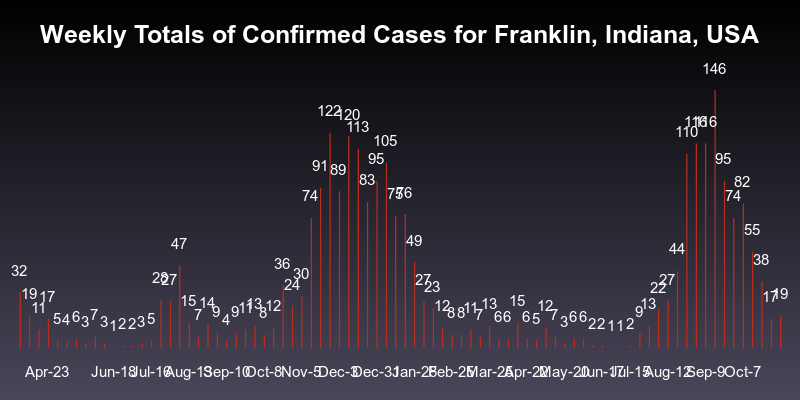 Weekly Totals of Confirmed Cases for Franklin, Indiana, USA
32 19 11 17 5 4 6 3 7 3 1 2 2 3 5 28 27 47 15 7 14 9 4 9 11 13 8 12 36 24 30 74 91 122 89 120 113 83 95 105 75 76 49 27 23 12 8 8 11 7 13 6 6 15 6 5 12 7 3 6 6 2 2 1 1 2 9 13 22 27 44 110 116 116 146 95 74 82 55 38 17 19
Apr-23 Jun-18 Jul-16 Aug-13 Sep-10 Oct-8 Nov-5 Dec-3 Dec-31 Jan-28 Feb-25 Mar-25 Apr-22 May-20 Jun-17 Jul-15 Aug-12 Sep-9 Oct-7